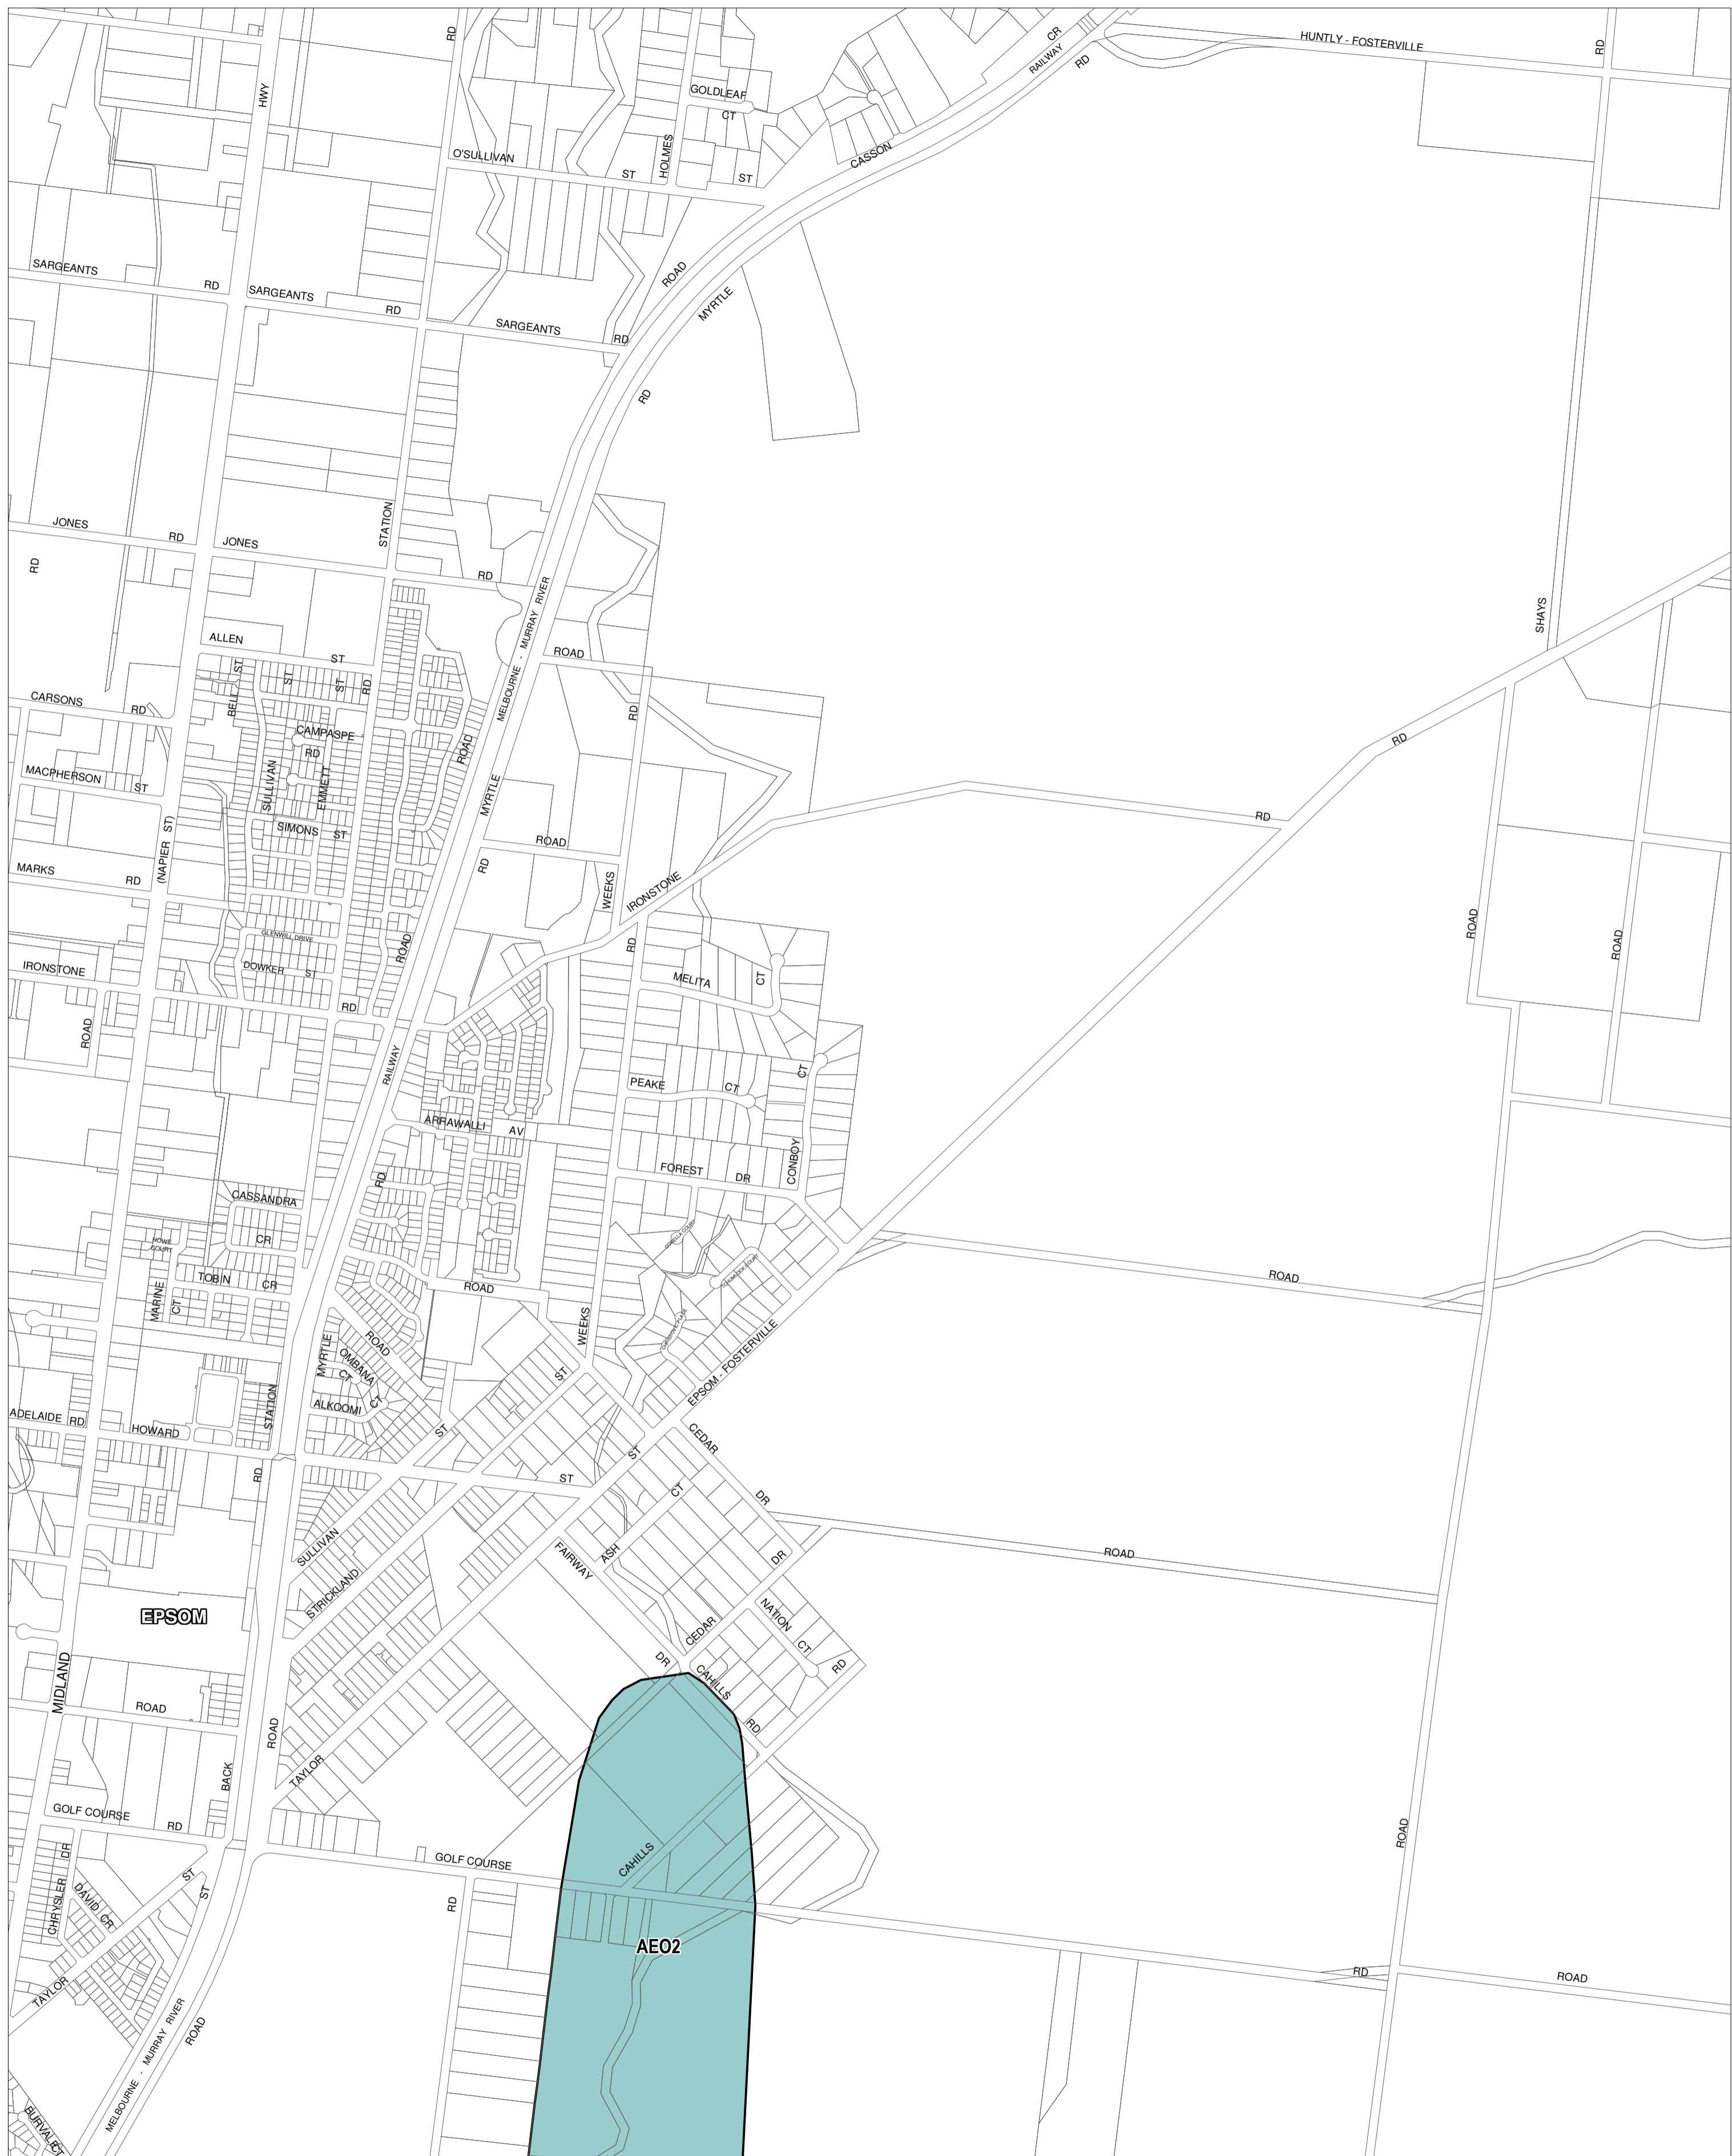 CR
RAILWAY
RD
HUNTLY - FOSTERVILLE
RD
RD
HWY
GOLDLEAF
CT
HOLMES
O'SULLIVAN
ST
ST
CASSON
SARGEANTS
RD
SARGEANTS
RD
SARGEANTS
RD
ROAD
MYRTLE
RD
STATION
JONES
RD
JONES
RD
RD
MELBOURNE - MURRAY RIVER
SHAYS
ALLEN
ST
ROAD
ST
ST
ST
RD
BELL
CARSONS
RD
RD
CAMPASPE
RD
ROAD
RD
MACPHERSON
ST
SULLIVAN
EMMETT
MYRTLE
SIMONS
ST
RD
ROAD
(NAPIER ST)
MARKS
RD
RD
WEEKS
IRONSTONE
ROAD
ROAD
GLENWILL DRIVE
ROAD
RD
IRONSTONE
DOWKER
ST
MELITA
CT
RD
ROAD
RAILWAY
PEAKE
CT
CT
ARRAWALLI
AV
FOREST
DR
CONBOY
RD
CASSANDRA
CR
HOWE
COURT
TOBIN
CR
ROAD
ROAD
MARINE
CT
WEEKS
ROAD
MYRTLE
OMBANA
CT
EPSOM - FOSTERVILLE
ST
CT
ALKOOMI
STATION
ADELAIDE
RD
HOWARD
ST
CEDAR
ST
RD
ST
CT
DR
SULLIVAN
FAIRWAY
ASH
DR
ROAD
STRICKLAND
NATION
CT
EPSOM
CEDAR
DR
RD
CAHILLS
MIDLAND
ROAD
RD
ROAD
TAYLOR
BACK
GOLF COURSE
RD
ROAD
DR
GOLF COURSE
CAHILLS
ST
ST
CHRYSLER
DAVID
CR
RD
AEO2
RD
ROAD
TAYLOR
MELBOURNE - MURRAY RIVER
ROAD
BURVALE
CT